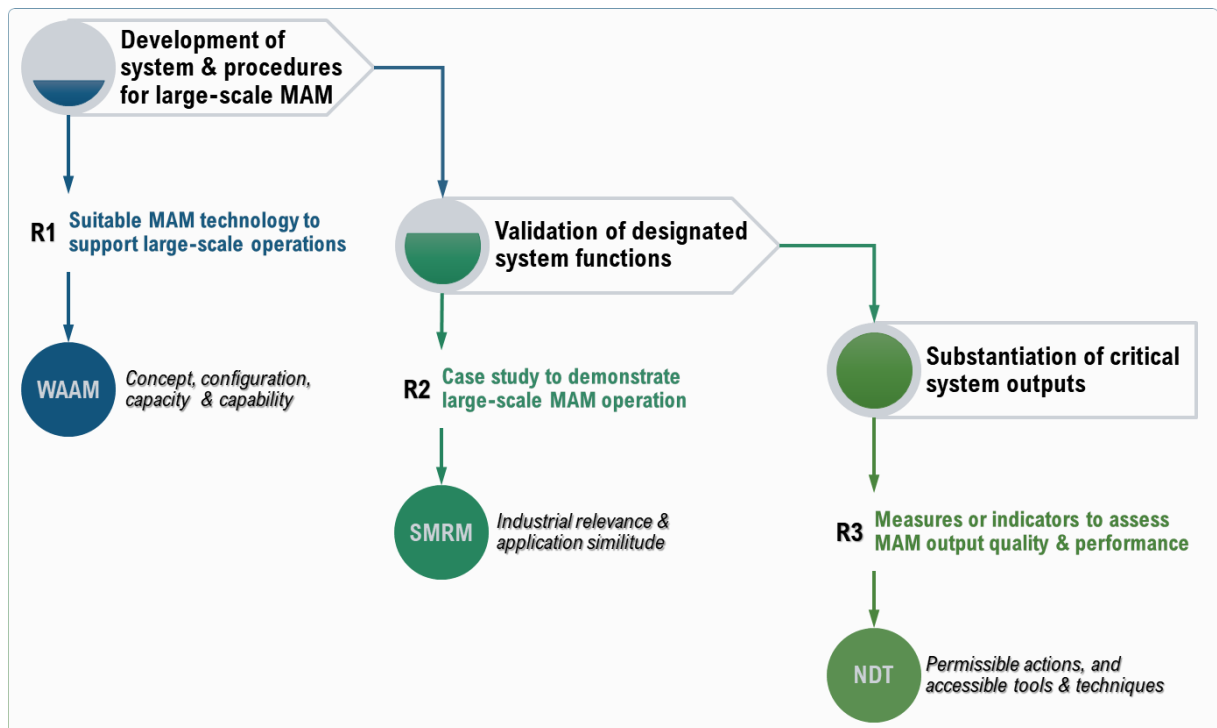 Development of
system & procedures
for large-scale MAM
R1
Suitable MAM technology to
support large-scale operations
WAAM
Concept, configuration,
capacity & capability
Validation of designated
system functions
R2
Case study to demonstrate
large-scale MAM operation
SMRM
Industrial relevance &
application similitude
Substantiation of critical
system outputs
R3
Measures or indicators to assess
MAM output quality & performance
NDT
Permissible actions, and
accessible tools & techniques